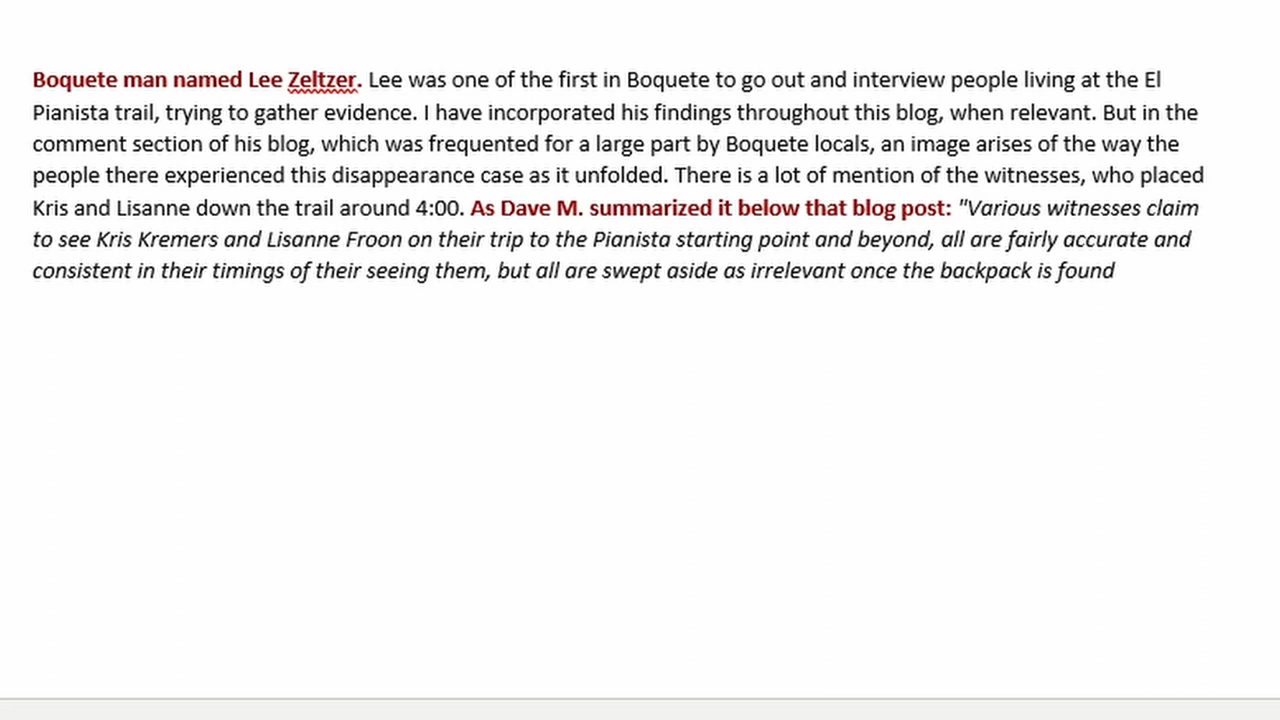 Boquete man named Lee Zeltzer. Lee was one of the first in Boquete to go out and interview people living at the El
Pianista trail, trying to gather evidence. I have incorporated his findings throughout this blog, when relevant. But in the
comment section of his blog, which was frequented for a large part by Boquete locals, an image arises of the way the
people there experienced this disappearance case as it unfolded. There is a lot of mention of the witnesses, who placed
Kris and Lisanne down the trail around 4:00. As Dave M. summarized it below that blog post: "Various witnesses claim
to see Kris Kremers and Lisanne Froon on their trip to the Pianista starting point and beyond, all are fairly accurate and
consistent in their timings of their seeing them, but all are swept aside as irrelevant once the backpack is found